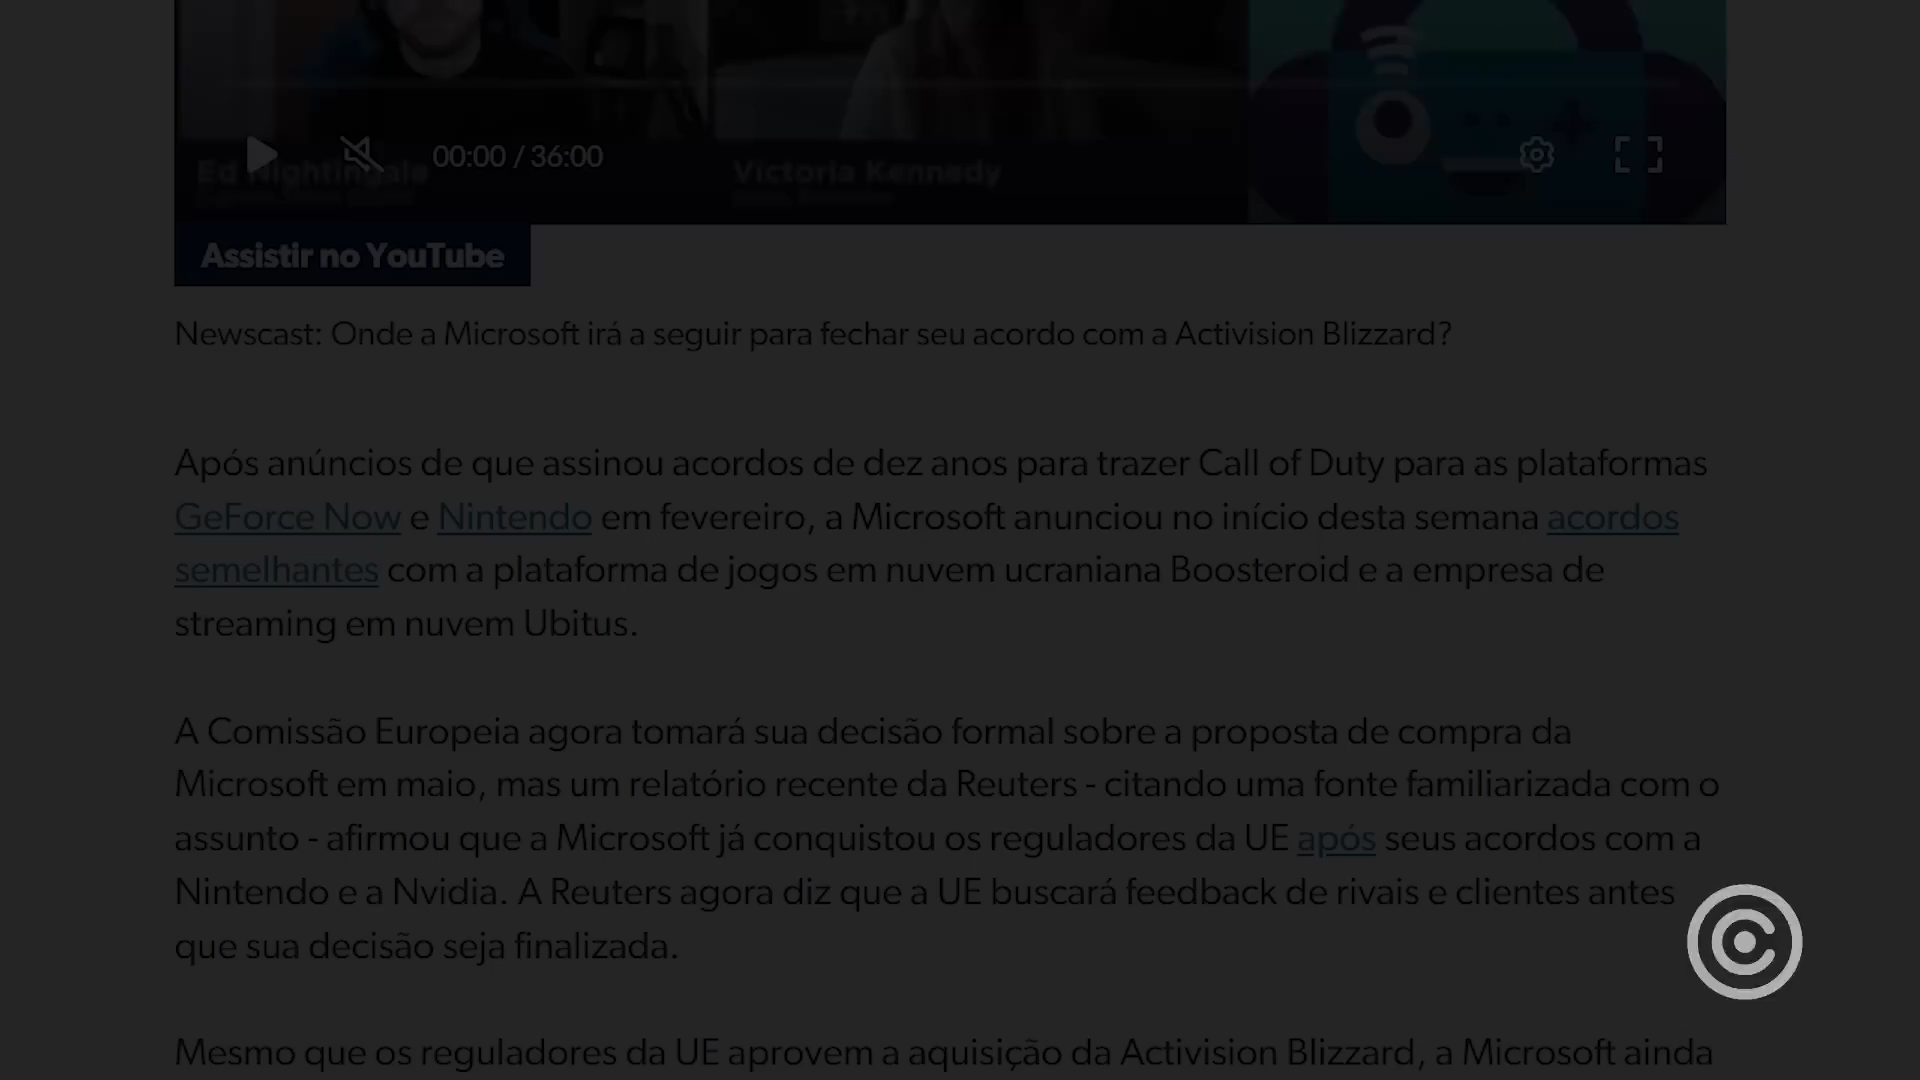 00:00 / 36:00
Ed Nightingale
Victoria Kennedy
Assistir no YouTube
Newscast: Onde a Microsoft irá a seguir para fechar seu acordo com a Activision Blizzard?
Após anúncios de que assinou acordos de dez anos para trazer Call of Duty para as plataformas
GeForce Now e Nintendo em fevereiro, a Microsoft anunciou no início desta semana acordos
semelhantes com a plataforma de jogos em nuvem ucraniana Boosteroid e a empresa de
streaming em nuvem Ubitus.
A Comissão Europeia agora tomará sua decisão formal sobre a proposta de compra da
Microsoft em maio, mas um relatório recente da Reuters - citando uma fonte familiarizada com o
assunto - afirmou que a Microsoft já conquistou os reguladores da UE após seus acordos com a
Nintendo e a Nvidia. A Reuters agora diz que a UE buscará feedback de rivais e clientes antes
que sua decisão seja finalizada.
Mesmo que os reguladores da UE aprovem a aquisição da Activision Blizzard, a Microsoft ainda